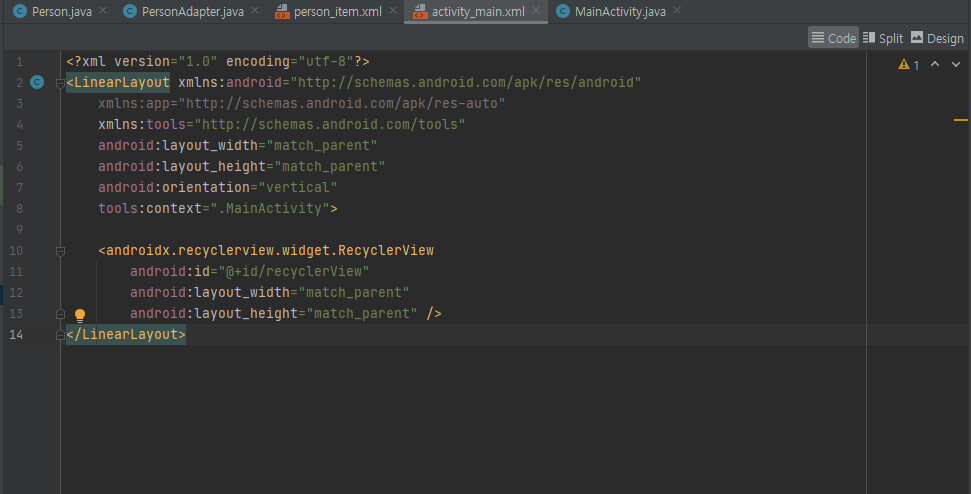 Person.java PersonAdapter.java person_item.xml activity_main.xml MainActivity.java
Code Split Design
1
1 <?xml version="1.0" encoding="utf-8"?>
2 <LinearLayout xmlns:android="http://schemas.android.com/apk/res/android"
3 xmlns:app="http://schemas.android.com/apk/res-auto"
4 xmlns:tools="http://schemas.android.com/tools"
5 android:layout_width="match_parent"
6 android:layout_height="match_parent"
7 android:orientation="vertical"
8 tools:context=".MainActivity">
9
10 <androidx.recyclerview.widget.RecyclerView
11 android:id="@+id/recyclerView"
12 android:layout_width="match_parent"
13 android:layout_height="match_parent" />
14 </LinearLayout>